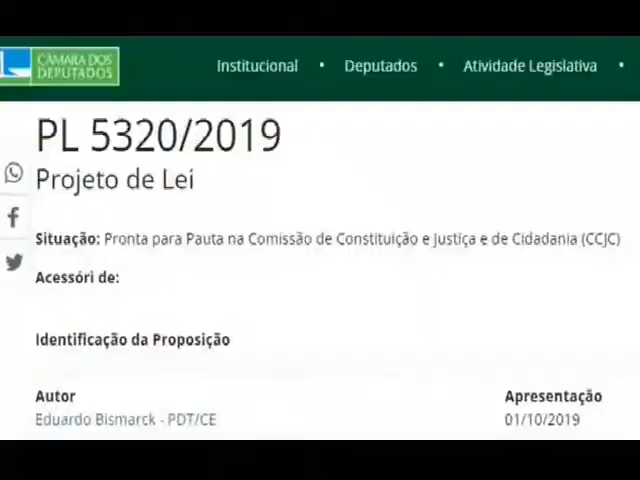 CÂMARA DOS
DEPUTADOS
Institucional • Deputados • Atividade Legislativa •
PL 5320/2019
Projeto de Lei
Situação: Pronta para Pauta na Comissão de Constituição e Justiça e de Cidadania (CCJC)
Acessóri de:
Identificação da Proposição
Autor Apresentação
Eduardo Bismarck - PDT/CE 01/10/2019